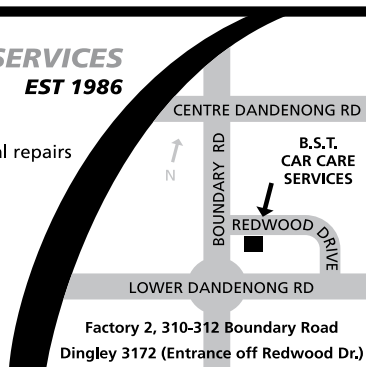 SERVICES
EST 1986
al repairs
CENTRE DANDENONG RD
N
BOUNDARY RD
B.S.T.
CAR CARE
SERVICES
REDWOOD DRIVE
LOWER DANDENONG RD
Factory 2, 310-312 Boundary Road
Dingley 3172 (Entrance off Redwood Dr.)